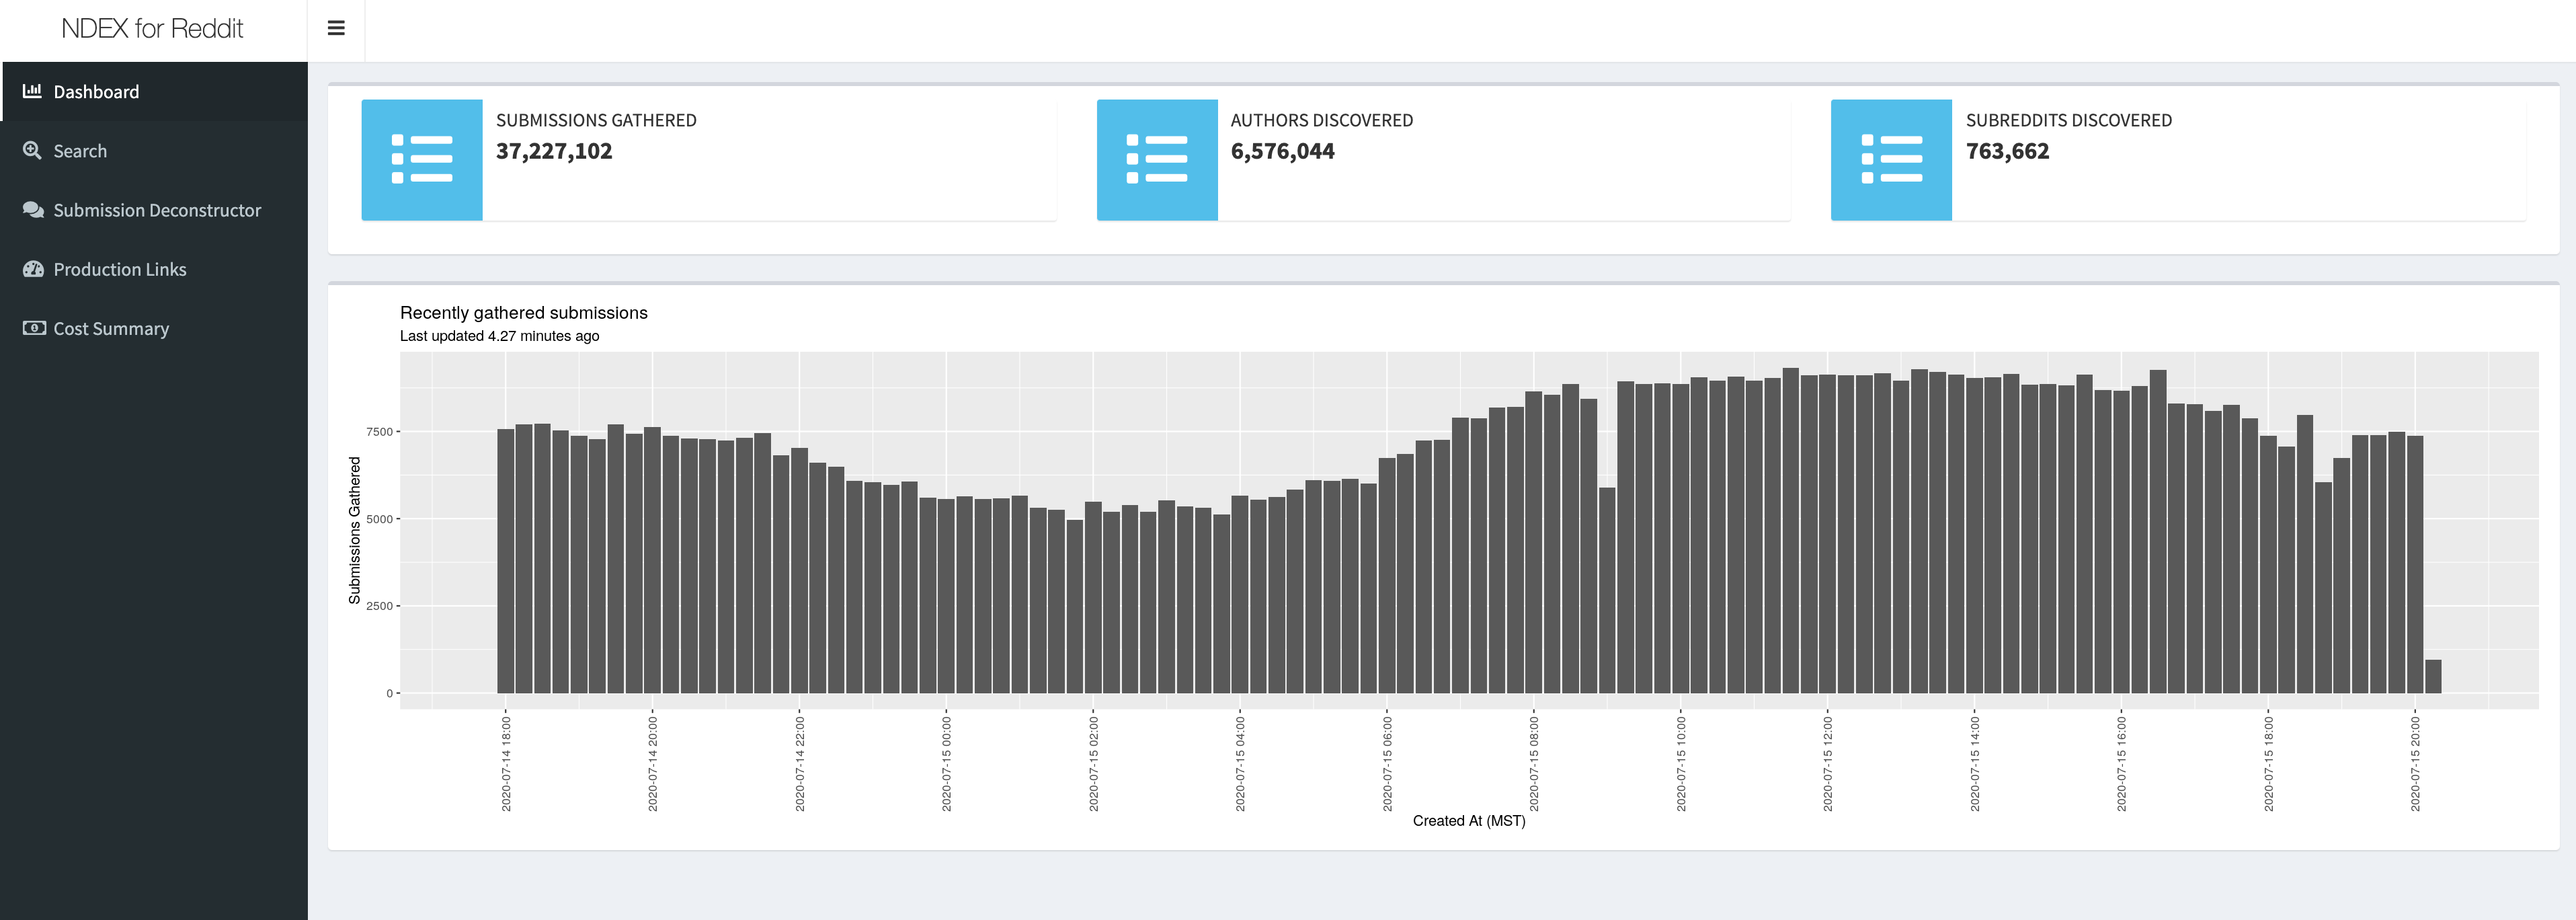 NDEX for Reddit
Dashboard
Search
Submission Deconstructor
Production Links
Cost Summary
SUBMISSIONS GATHERED
37,227,102
AUTHORS DISCOVERED
6,576,044
SUBREDDITS DISCOVERED
763,662
Recently gathered submissions
Last updated 4.27 minutes ago
Submissions Gathered
7500
5000
2500
0
2020-07-14 18:00
2020-07-14 20:00
2020-07-14 22:00
2020-07-15 00:00
2020-07-15 02:00
2020-07-15 04:00
2020-07-15 06:00
2020-07-15 08:00
2020-07-15 10:00
2020-07-15 12:00
2020-07-15 14:00
2020-07-15 16:00
2020-07-15 18:00
2020-07-15 20:00
Created At (MST)